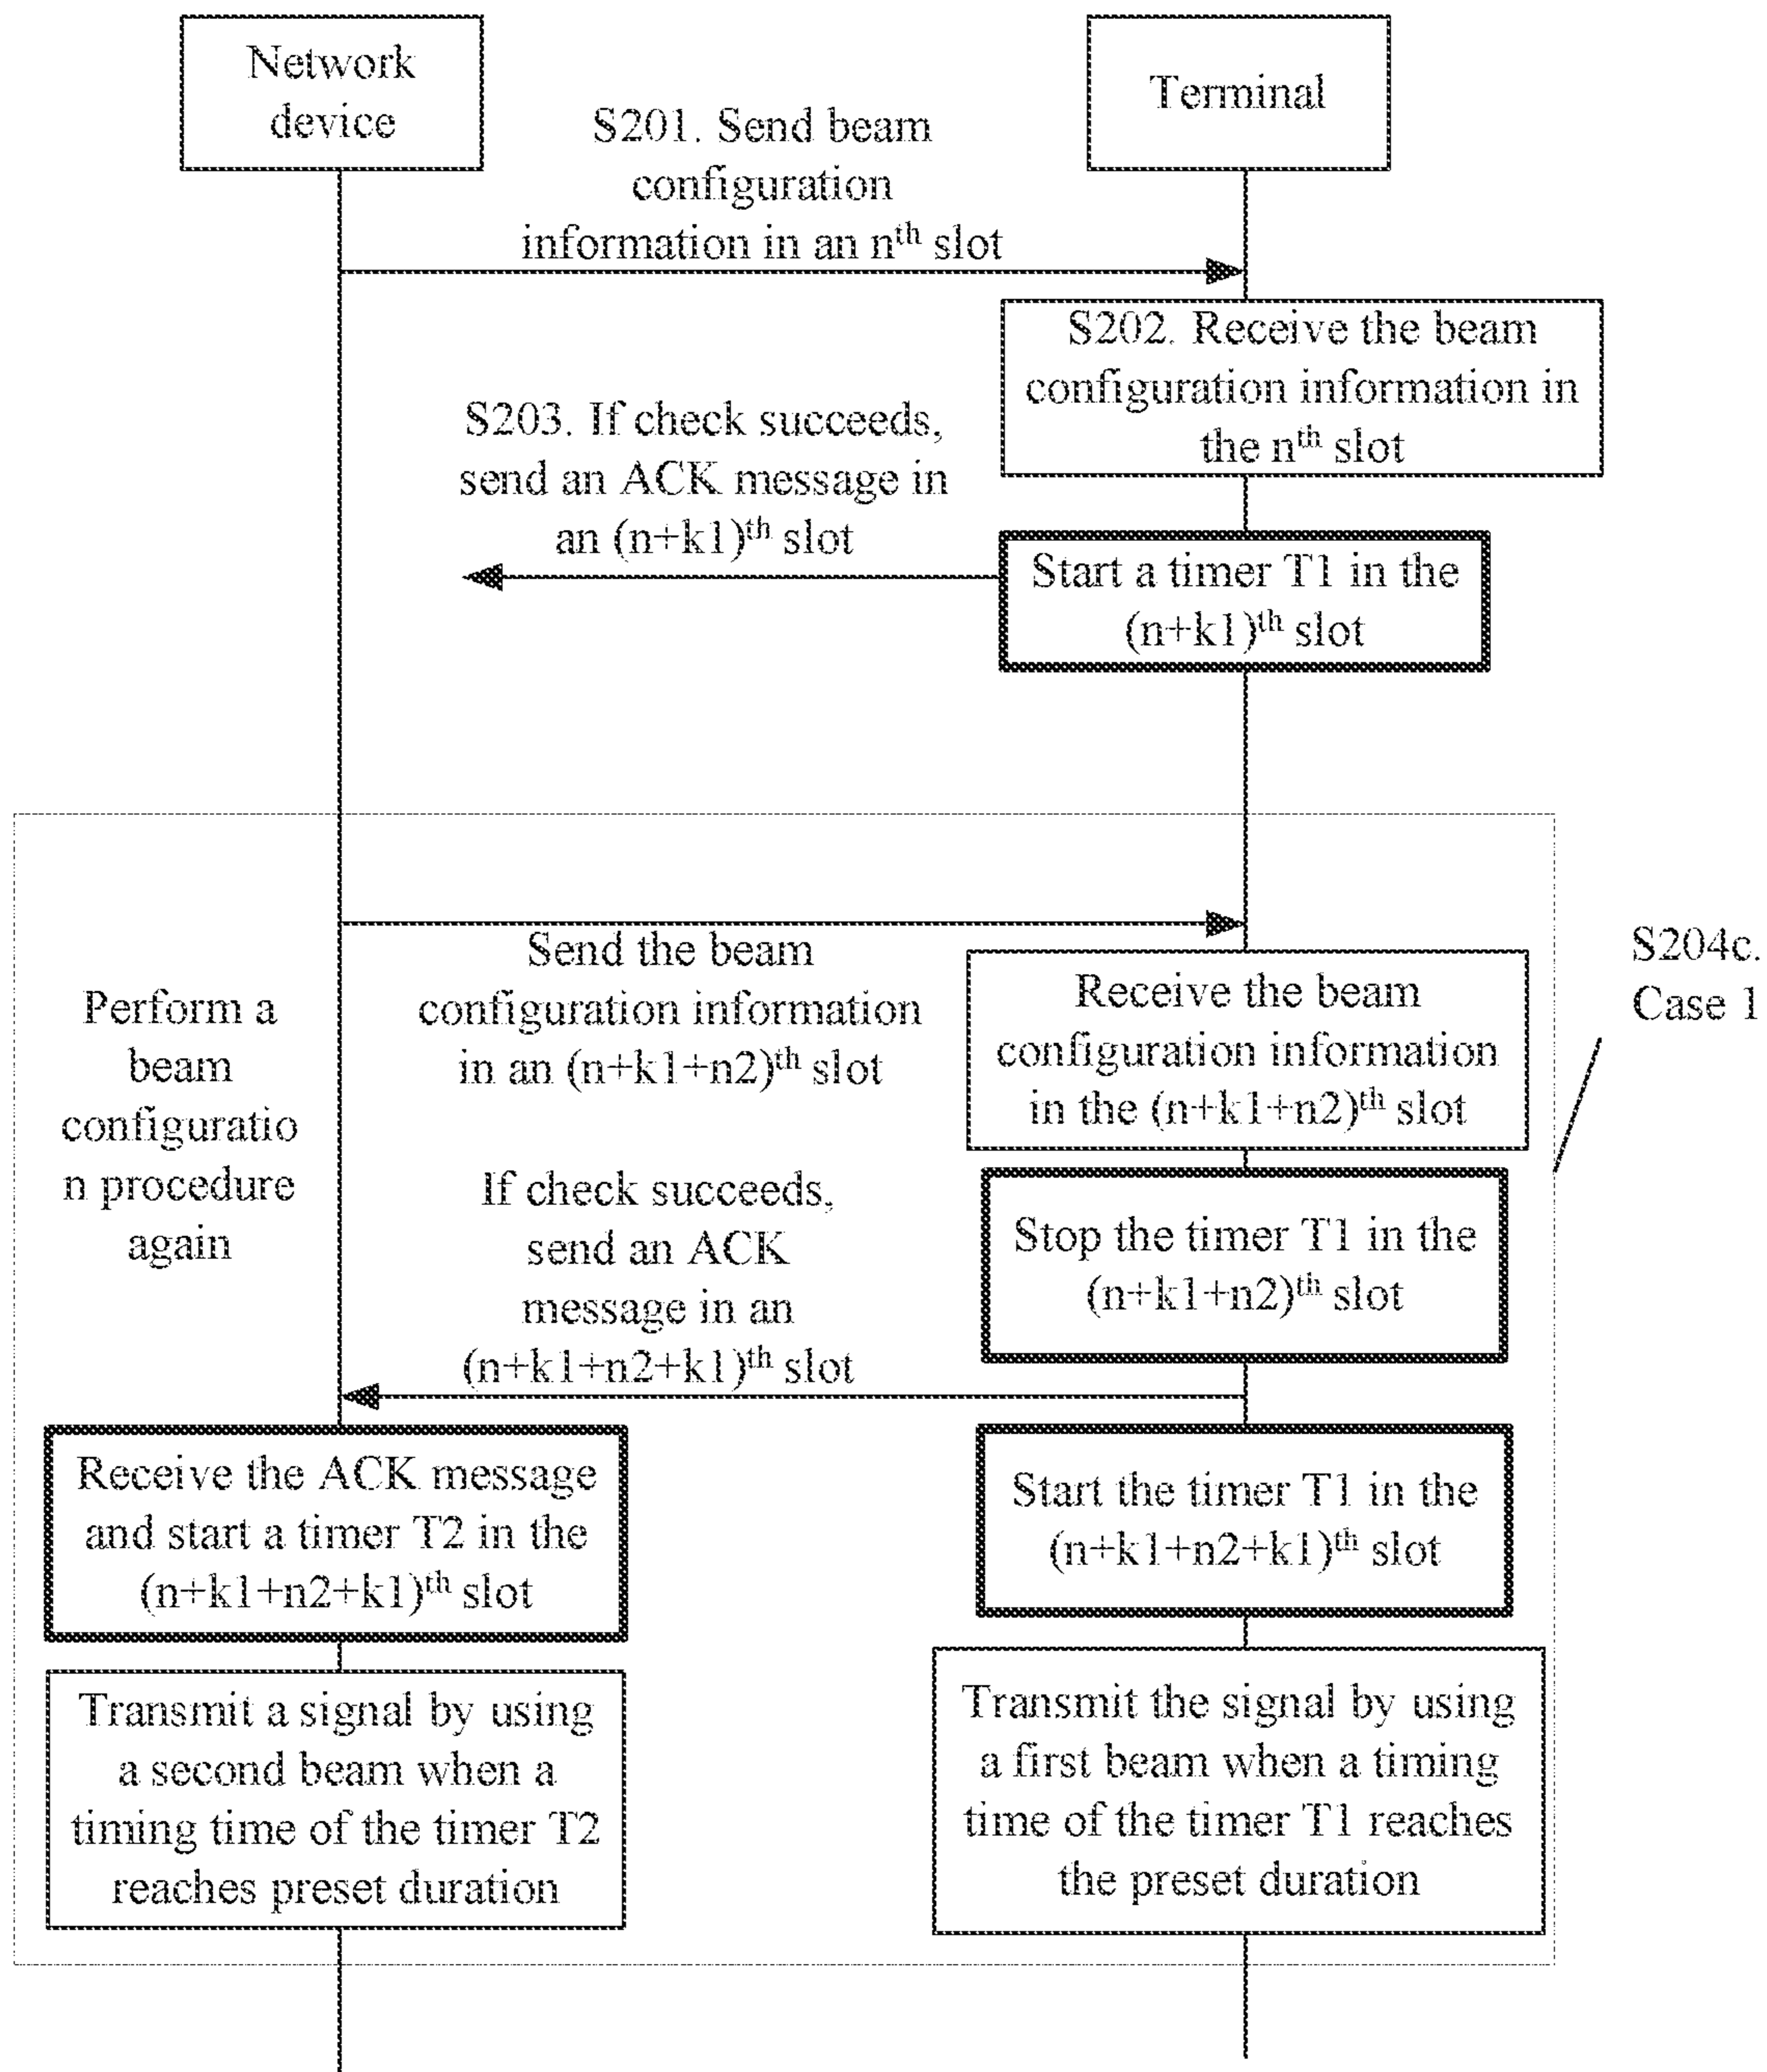 Network
device
Terminal
S201. Send beam
configuration
information in an nth slot
S202. Receive the beam
configuration information in
the nth slot
S203. If check succeeds,
send an ACK message in
an (n+k1)th slot
Start a timer T1 in the
(n+k1)th slot
Send the beam
configuration information
in an (n+k1+n2)th slot
Receive the beam
configuration information
in the (n+k1+n2)th slot
S204c.
Case 1
Perform a
beam
configuratio
n procedure
again
Stop the timer T1 in the
(n+k1+n2)th slot
If check succeeds,
send an ACK
message in an
(n+k1+n2+k1)th slot
Receive the ACK message
and start a timer T2 in the
(n+k1+n2+k1)th slot
Start the timer T1 in the
(n+k1+n2+k1)th slot
Transmit a signal by using
a second beam when a
timing time of the timer T2
reaches preset duration
Transmit the signal by using
a first beam when a timing
time of the timer T1 reaches
the preset duration